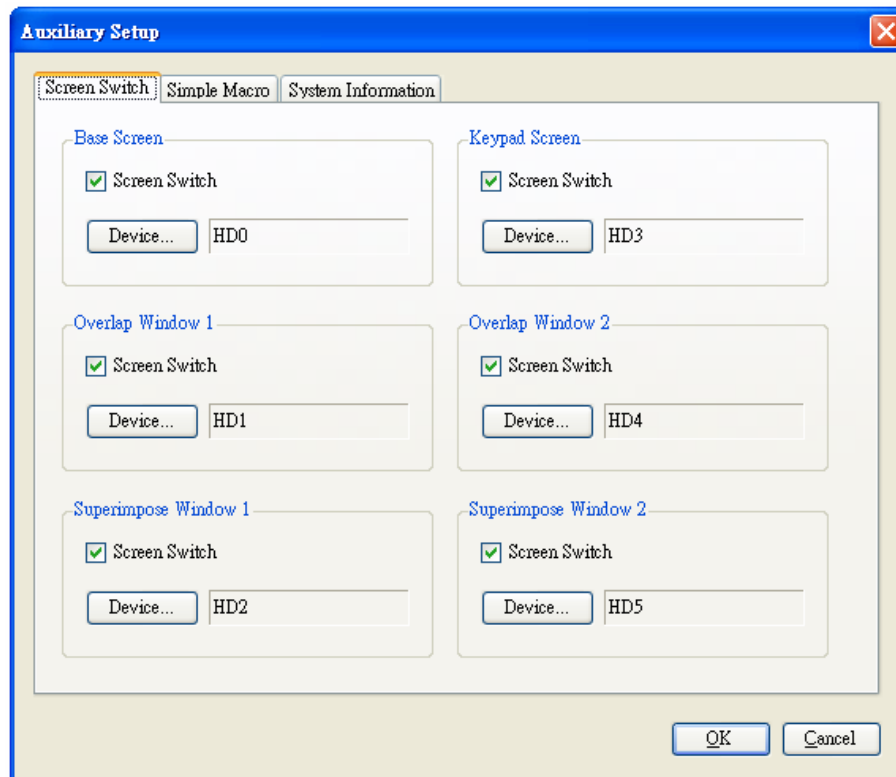 Auxiliary Setup
Screen Switch Simple Macro System Information
Base Screen
Screen Switch
Device... HD0
Keypad Screen
Screen Switch
Device... HD3
Overlap Window 1
Screen Switch
Device... HD1
Overlap Window 2
Screen Switch
Device... HD4
Superimpose Window 1
Screen Switch
Device... HD2
Superimpose Window 2
Screen Switch
Device... HD5
OK Cancel